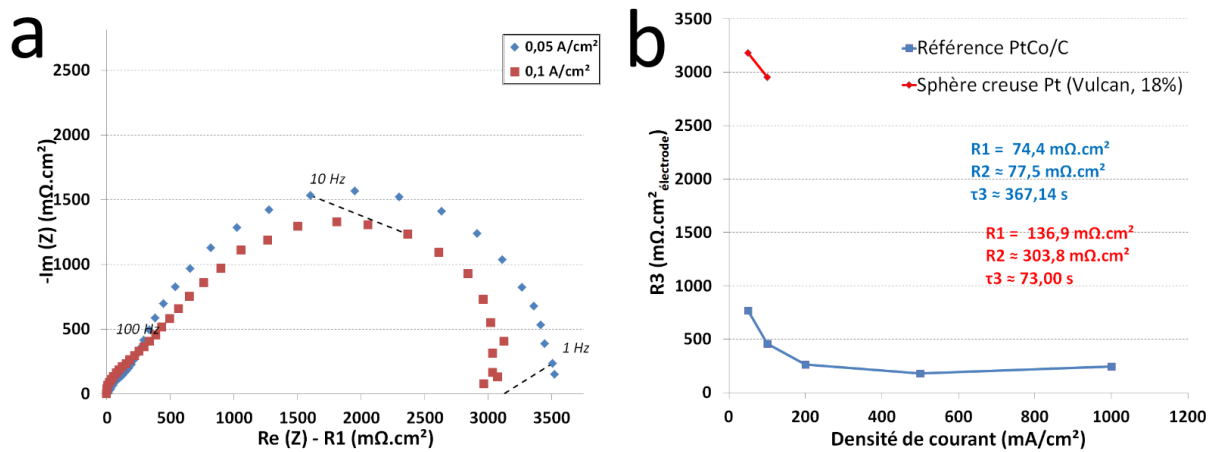 a
-Im (Z) (mΩ.cm²)
2500
2000
1500
1000
500
0
0,05 A/cm²
0,1 A/cm²
10 Hz
100 Hz
1 Hz
0 500 1000 1500 2000 2500 3000 3500
Re (Z) - R1 (mΩ.cm²)
b
R3 (mΩ.cm²électrode)
3500
3000
2500
2000
1500
1000
500
0
Référence PtCo/C
Sphère creuse Pt (Vulcan, 18%)
R1 = 74,4 mΩ.cm²
R2 ≈ 77,5 mΩ.cm²
τ3 ≈ 367,14 s
R1 = 136,9 mΩ.cm²
R2 ≈ 303,8 mΩ.cm²
τ3 ≈ 73,00 s
0 200 400 600 800 1000 1200
Densité de courant (mA/cm²)